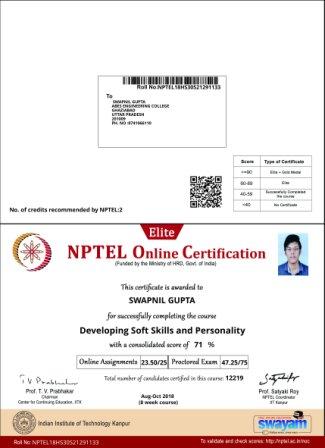 Roll No:NPTEL18HS30S21291133
To
SWAPNIL GUPTA
ABES ENGINEERING COLLEGE
GHAZIABAD
UTTAR PRADESH
201009
PH. NO :8741066110
Score Type of Certificate
>=90 Elite + Gold Medal
60-89 Elite
40-59 Successfully Completed the course
<40 No Certificate
No. of credits recommended by NPTEL:2
Elite
NPTEL Online Certification
(Funded by the Ministry of HRD, Govt. of India)
This certificate is awarded to
SWAPNIL GUPTA
for successfully completing the course
Developing Soft Skills and Personality
with a consolidated score of 71 %
Online Assignments 23.50/25 Proctored Exam 47.25/75
Total number of candidates certified in this course: 12219
Prof. T. V. Prabhakar
Center for Continuing Education, IITK
Aug-Oct 2018
(8 week course)
Prof. Satyaki Roy
NPTEL Coordinator
IIT Kanpur
Indian Institute of Technology Kanpur
swayam
Roll No: NPTEL18HS30S21291133
To validate and check scores: http://nptel.ac.in/noc